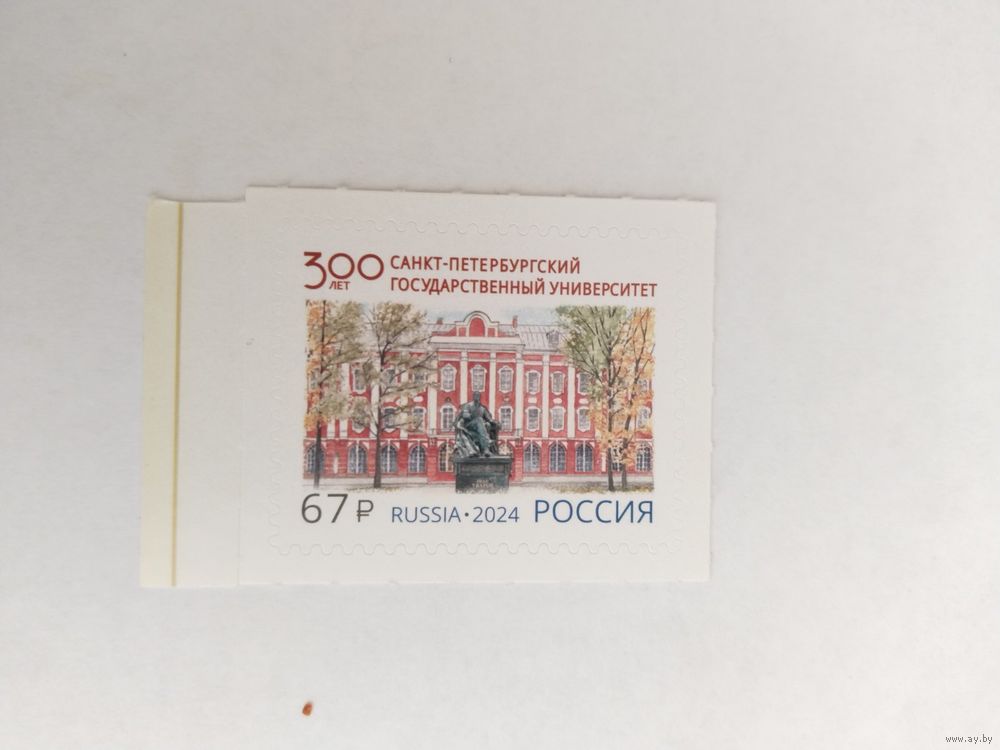 300 ЛЕТ
САНКТ-ПЕТЕРБУРГСКИЙ
ГОСУДАРСТВЕННЫЙ УНИВЕРСИТЕТ
67 ₽ RUSSIA • 2024 РОССИЯ
www.ay.by